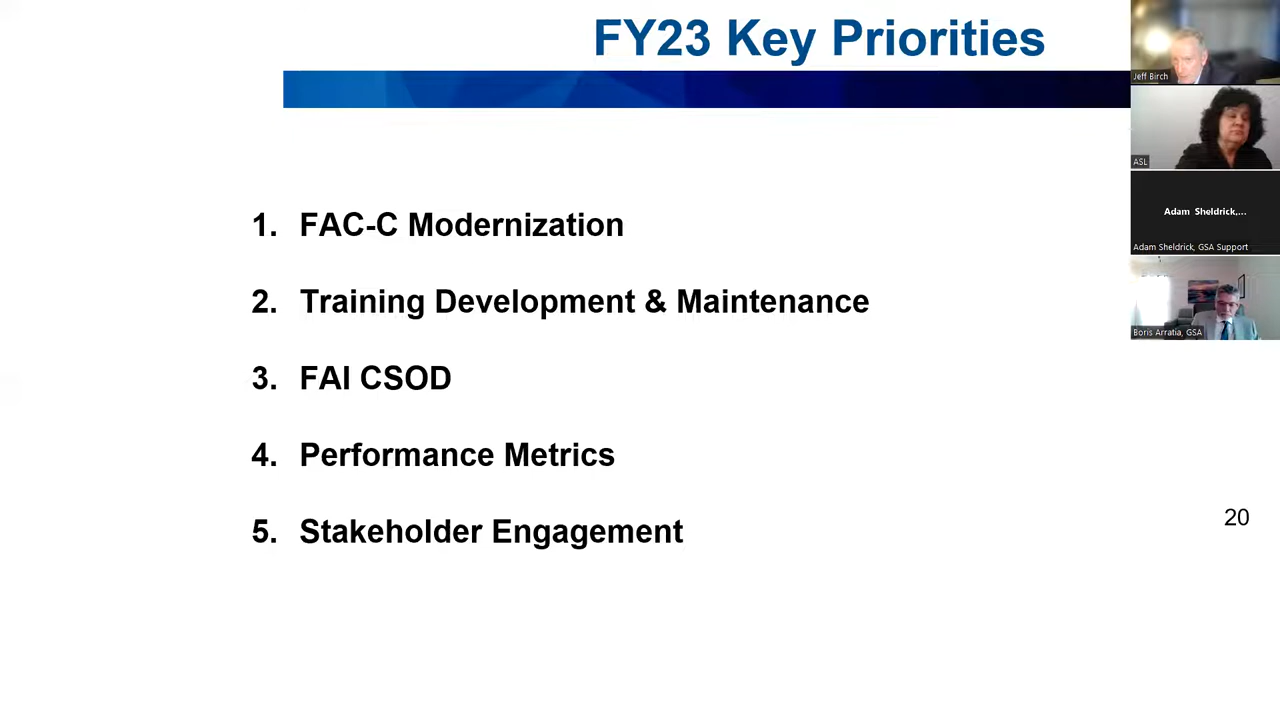 FY23 Key Priorities
1. FAC-C Modernization
2. Training Development & Maintenance
3. FAI CSOD
4. Performance Metrics
5. Stakeholder Engagement
20
Jeff Birch
ASL
Adam Sheldrick,...
Adam Sheldrick, GSA Support
Boris Arratia, GSA